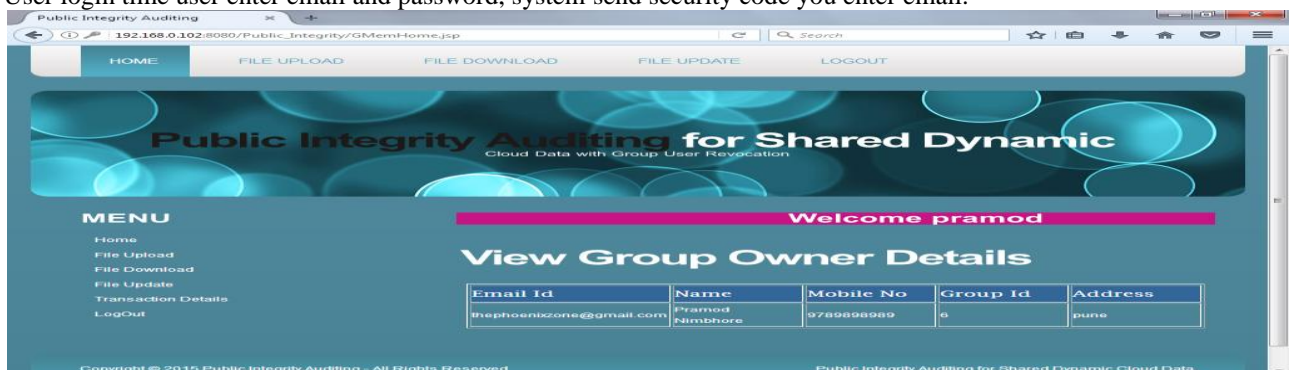 User login time user enter email and password, system send security code you enter email.
Public Integrity Auditing
192.168.0.102:8080/Public_Integrity/GMemHome.jsp
Search
HOME FILE UPLOAD FILE DOWNLOAD FILE UPDATE LOGOUT
Public Integrity Auditing for Shared Dynamic
Cloud Data with Group User Revocation
MENU
Home
File Upload
File Download
File Update
Transaction Details
LogOut
Welcome pramod
View Group Owner Details
Email Id Name Mobile No Group Id Address
thephoenixzone@gmail.com Pramod Nimbhore 9789898989 6 pune
Copyright © 2015 Public Integrity Auditing - All Rights Reserved
Public Integrity Auditing for Shared Dynamic Cloud Data